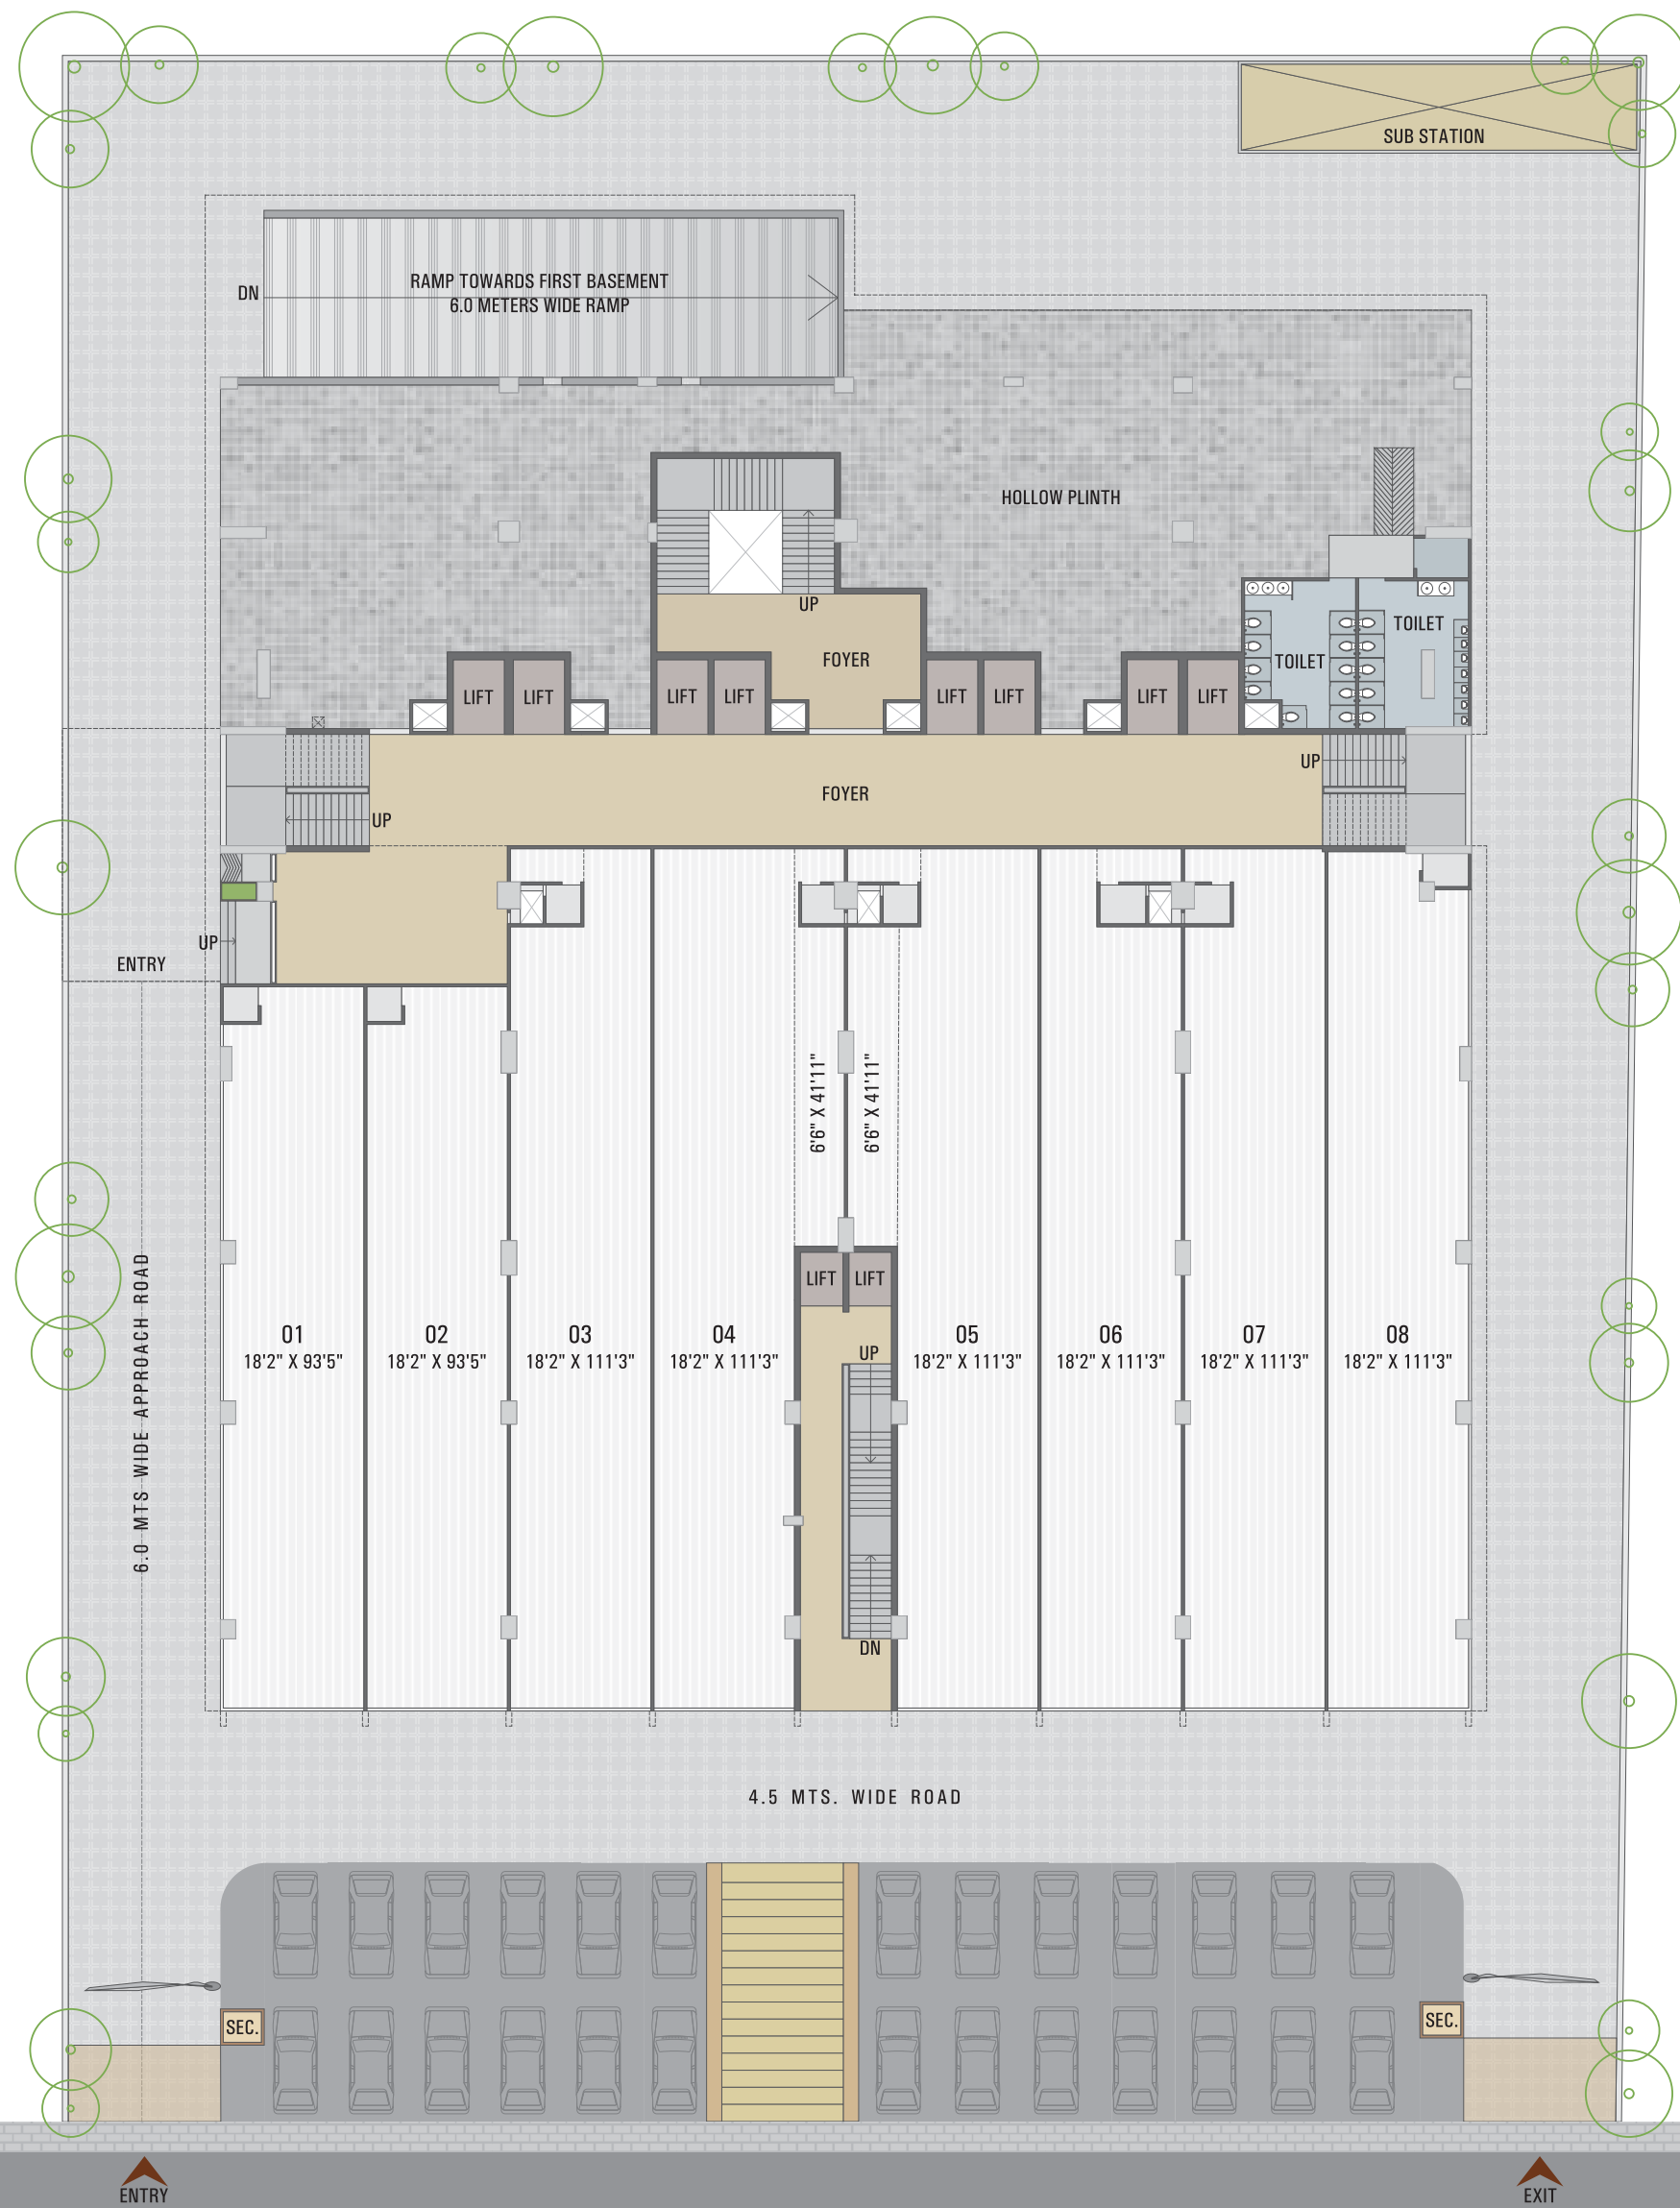 SUB STATION
DN
RAMP TOWARDS FIRST BASEMENT
6.0 METERS WIDE RAMP
HOLLOW PLINTH
UP
FOYER
TOILET
TOILET
LIFT
LIFT
LIFT
LIFT
LIFT
LIFT
LIFT
LIFT
UP
FOYER
UP
UP
ENTRY
6'6" X 41'11"
6'6" X 41'11"
LIFT
LIFT
6.0 MTS WIDE APPROACH ROAD
01
18'2" X 93'5"
02
18'2" X 93'5"
03
18'2" X 111'3"
04
18'2" X 111'3"
UP
05
18'2" X 111'3"
06
18'2" X 111'3"
07
18'2" X 111'3"
08
18'2" X 111'3"
DN
4.5 MTS. WIDE ROAD
SEC.
SEC.
ENTRY
EXIT